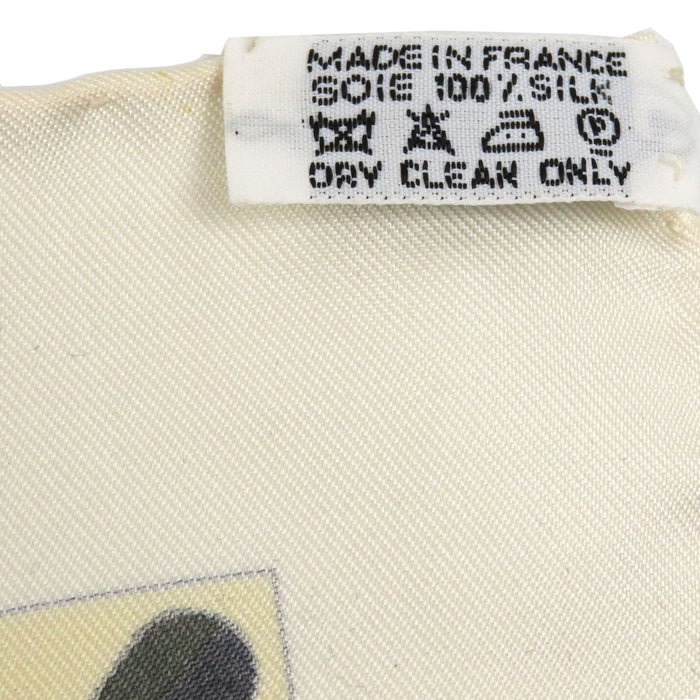 MADE IN FRANCE
SOIE 100% SILK
P
DRY CLEAN ONLY